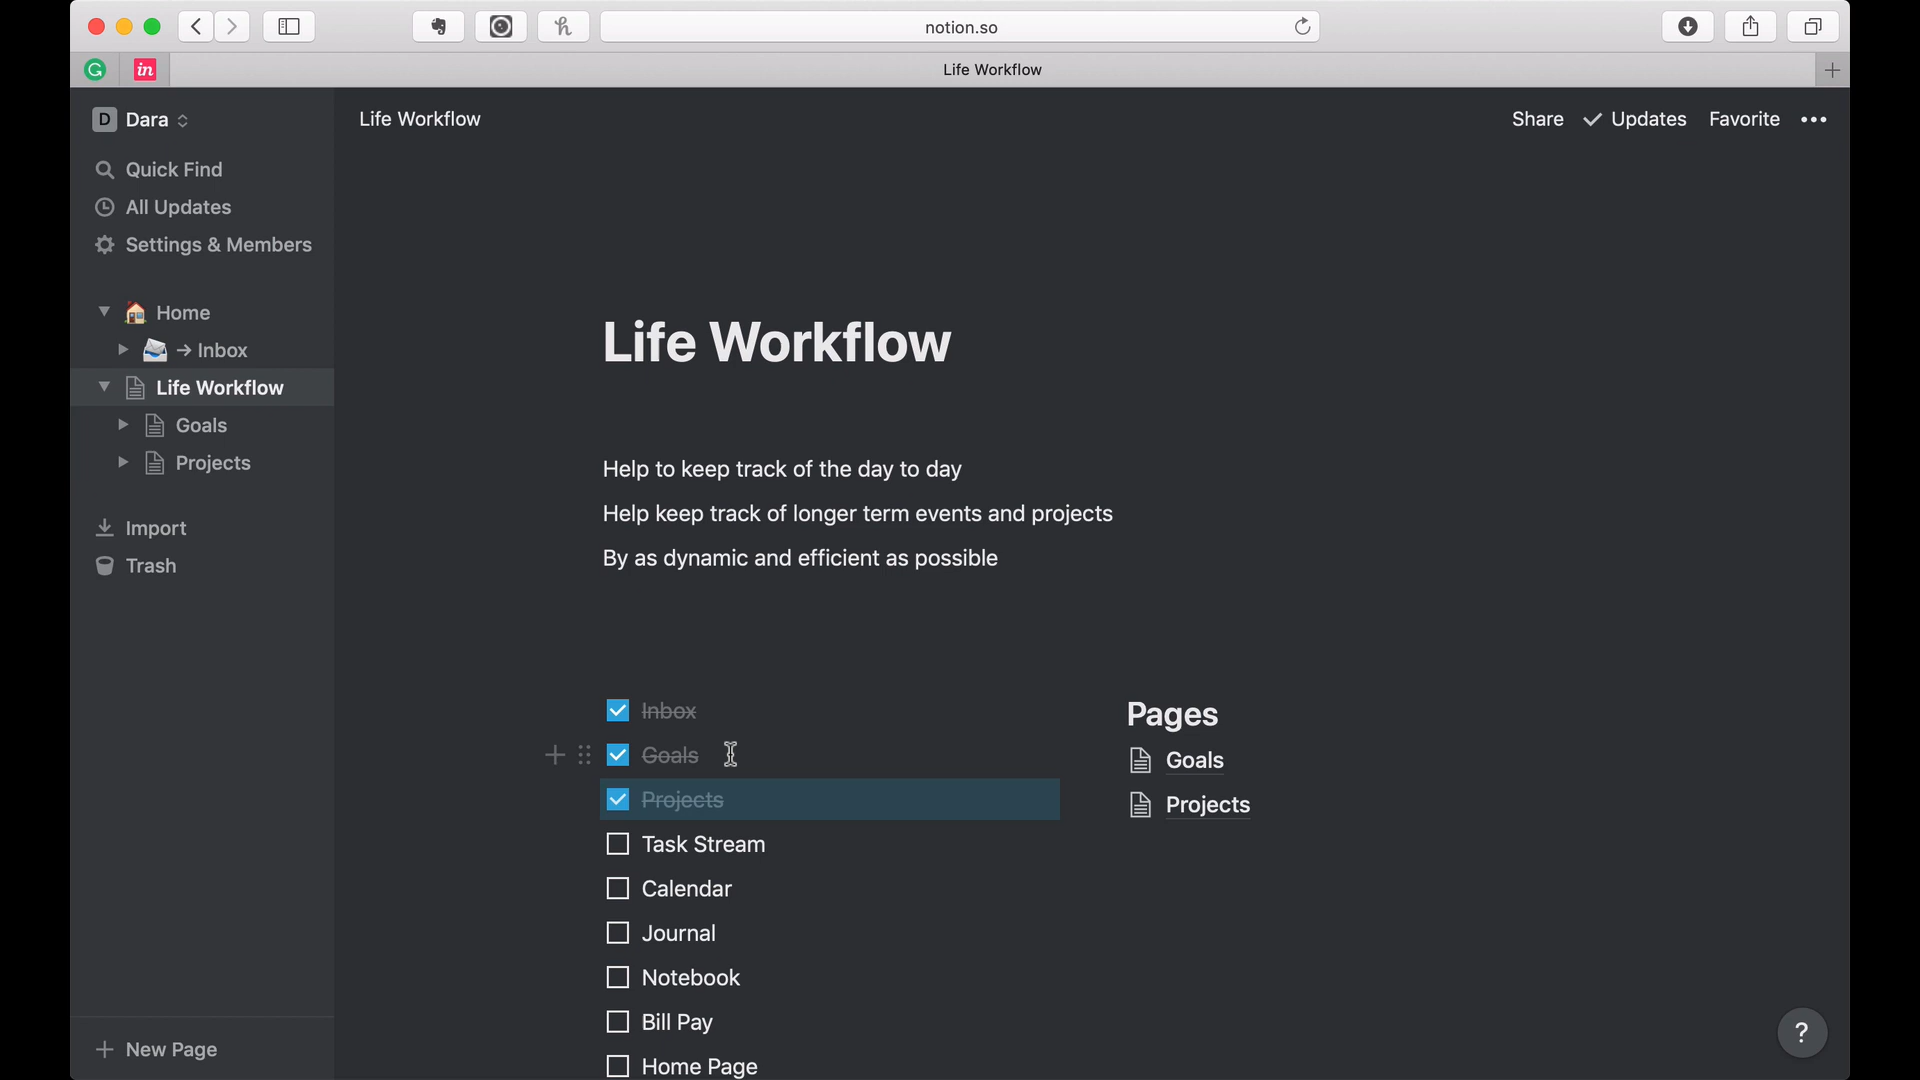 notion.so
Life Workflow
D Dara
Life Workflow
Share
Updates
Favorite
Quick Find
All Updates
Settings & Members
Home
→ Inbox
Life Workflow
Goals
Projects
Import
Trash
New Page
Life Workflow
Help to keep track of the day to day
Help keep track of longer term events and projects
By as dynamic and efficient as possible
Inbox
Goals
Projects
Task Stream
Calendar
Journal
Notebook
Bill Pay
Home Page
Pages
Goals
Projects
in
G
h
?